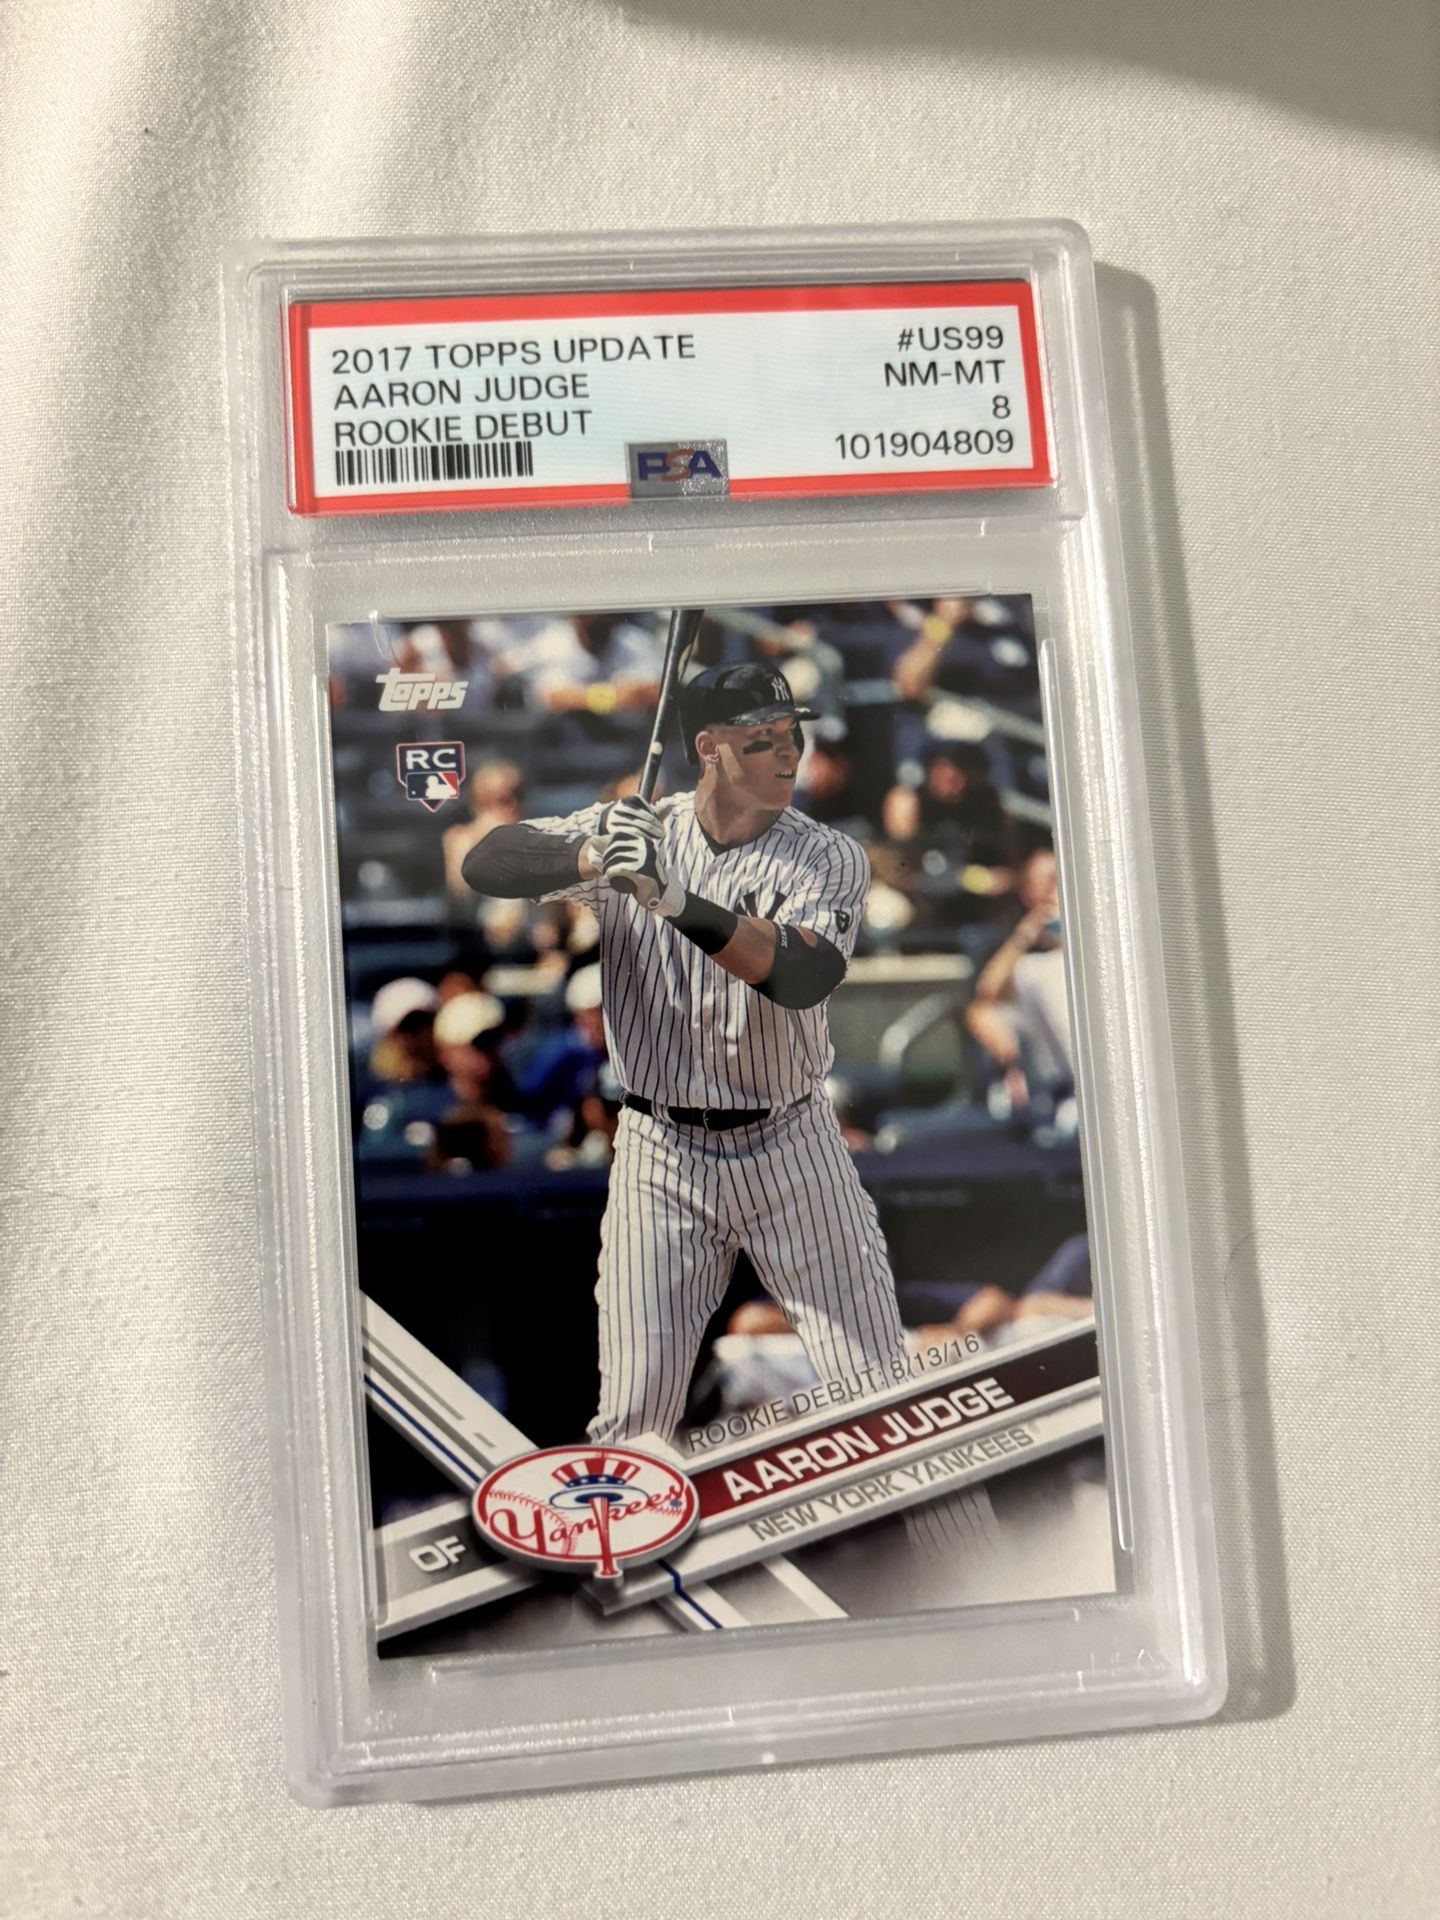 2017 TOPPS UPDATE #US99
AARON JUDGE NM-MT
ROOKIE DEBUT 8
101904809
PSA
topps
RC
NY
ROOKIE DEBUT: 8/13/16
AARON JUDGE
NEW YORK YANKEES®
Yankees
OF